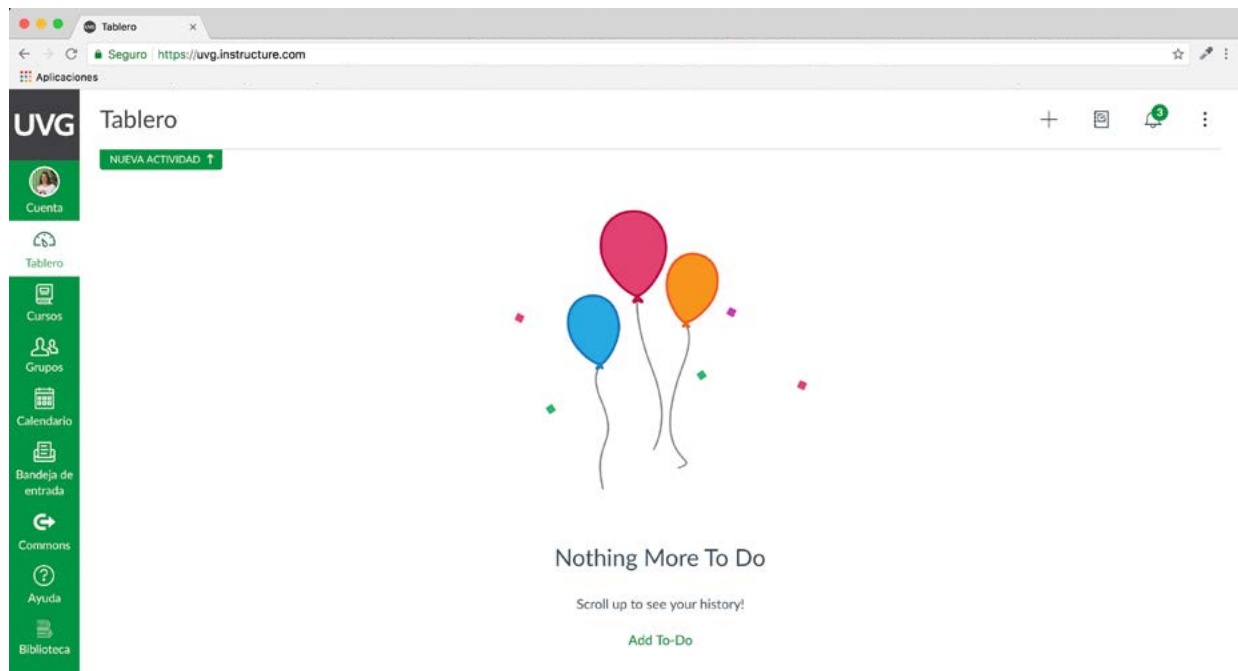 Tablero
Seguro https://uvg.instructure.com
Aplicaciones
UVG
Tablero
3
NUEVA ACTIVIDAD ↑
Cuenta
Tablero
Cursos
Grupos
Calendario
Bandeja de
entrada
Commons
Ayuda
Biblioteca
Nothing More To Do
Scroll up to see your history!
Add To-Do